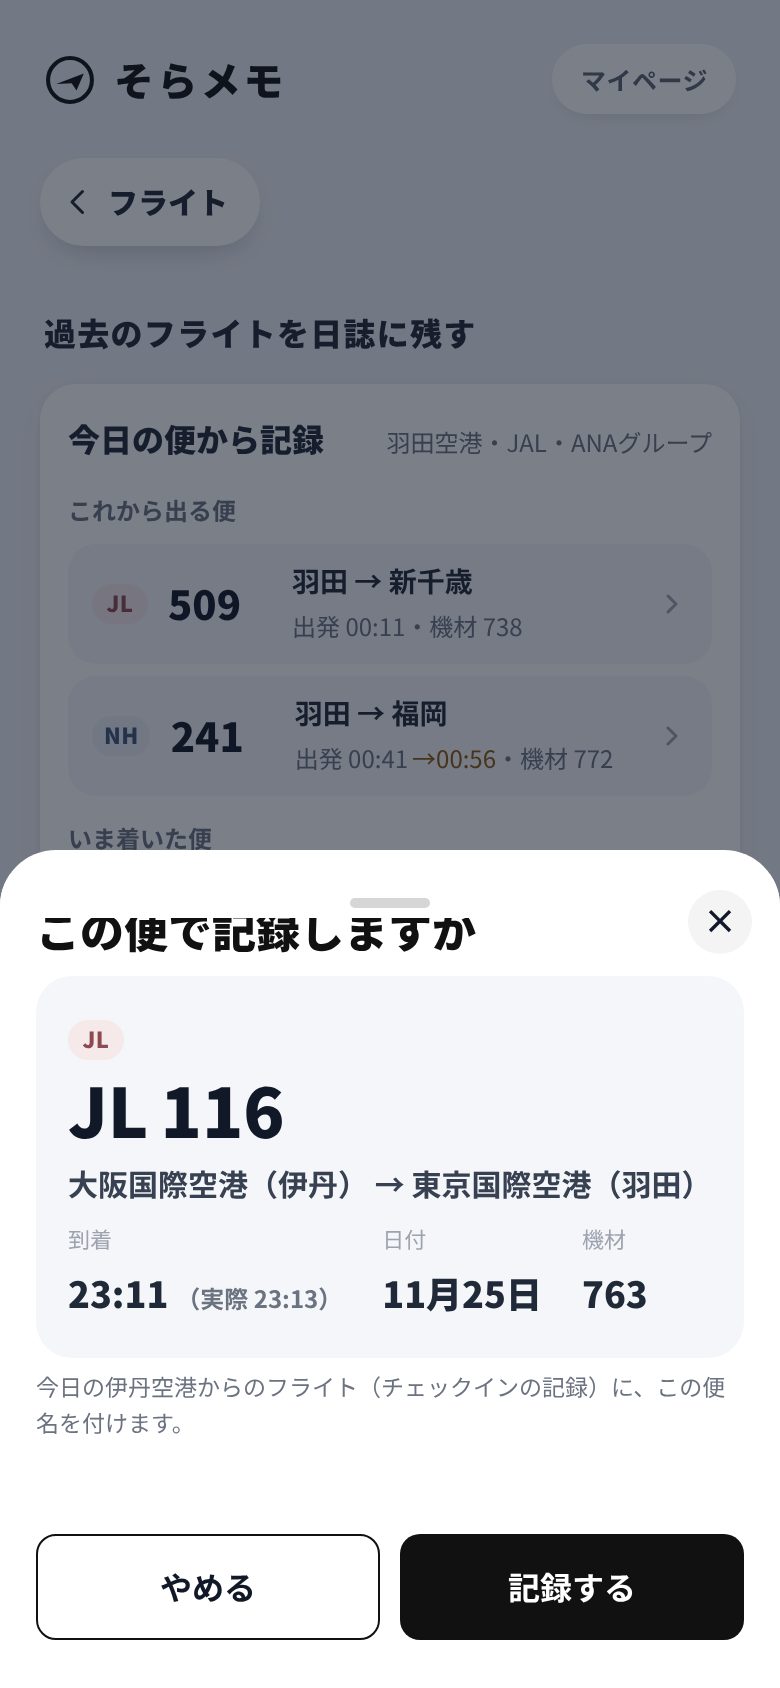 そらメモ
マイページ
フライト
過去のフライトを日誌に残す
今日の便から記録
羽田空港・JAL・ANAグループ
これから出る便
JL 509
羽田 → 新千歳
出発 00:11・機材 738
NH 241
羽田 → 福岡
出発 00:41 →00:56・機材 772
いま着いた便
この便で記録しますか
JL
JL 116
大阪国際空港（伊丹） → 東京国際空港（羽田）
到着 日付 機材
23:11 （実際 23:13） 11月25日 763
今日の伊丹空港からのフライト（チェックインの記録）に、この便
名を付けます。
やめる
記録する